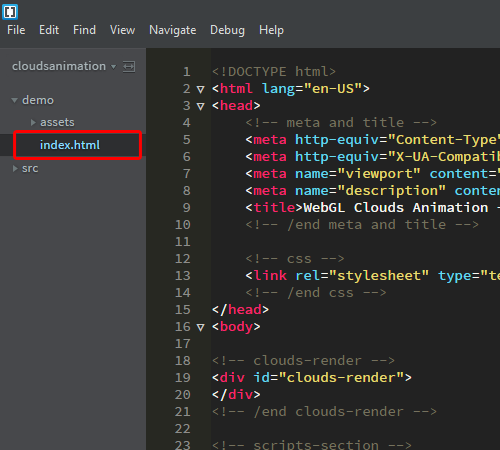 File Edit Find View Navigate Debug Help
cloudsanimation
demo
assets
index.html
src
1 <!DOCTYPE html>
2 <html lang="en-US">
3 <head>
4 <!-- meta and title -->
5 <meta http-equiv="Content-Type"
6 <meta http-equiv="X-UA-Compatib
7 <meta name="viewport" content="
8 <meta name="description" conten
9 <title>WebGL Clouds Animation -
10 <!-- /end meta and title -->
11
12 <!-- css -->
13 <link rel="stylesheet" type="te
14 <!-- /end css -->
15 </head>
16 <body>
17
18 <!-- clouds-render -->
19 <div id="clouds-render">
20 </div>
21 <!-- /end clouds-render -->
22
23 <!-- scripts-section -->